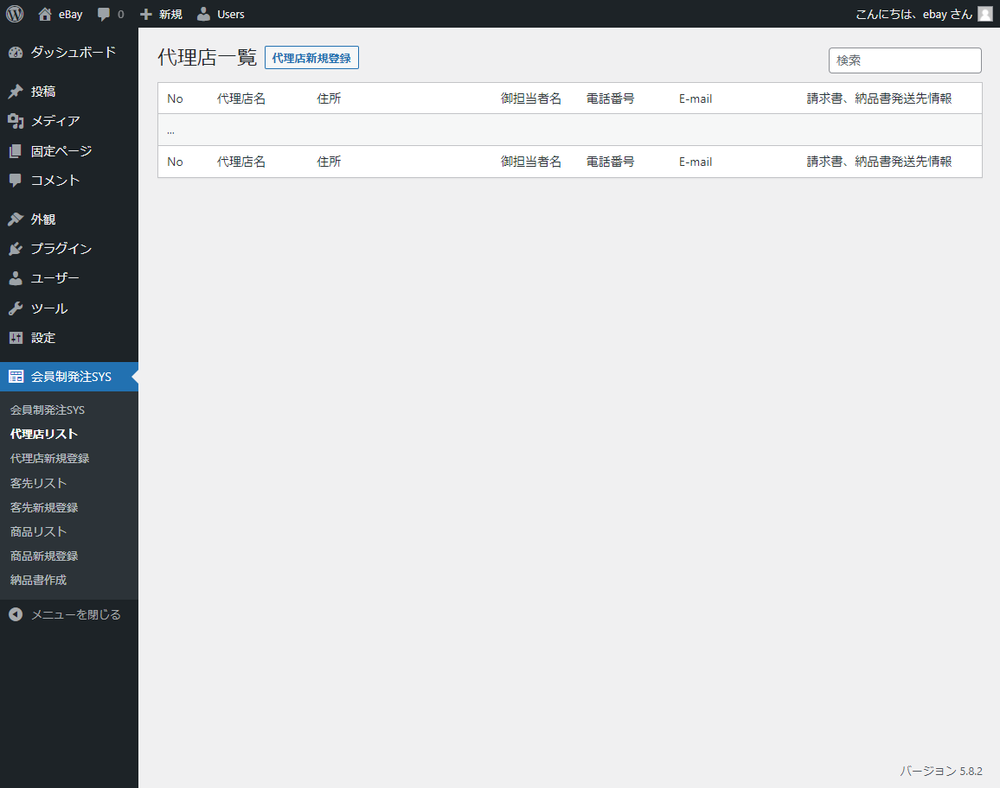 eBay 0 新規 Users こんにちは、ebay さん
ダッシュボード
投稿
メディア
固定ページ
コメント
外観
プラグイン
ユーザー
ツール
設定
会員制発注SYS
会員制発注SYS
代理店リスト
代理店新規登録
客先リスト
客先新規登録
商品リスト
商品新規登録
納品書作成
メニューを閉じる
代理店一覧 代理店新規登録
検索
No 代理店名 住所 御担当者名 電話番号 E-mail 請求書、納品書発送先情報
...
No 代理店名 住所 御担当者名 電話番号 E-mail 請求書、納品書発送先情報
バージョン 5.8.2